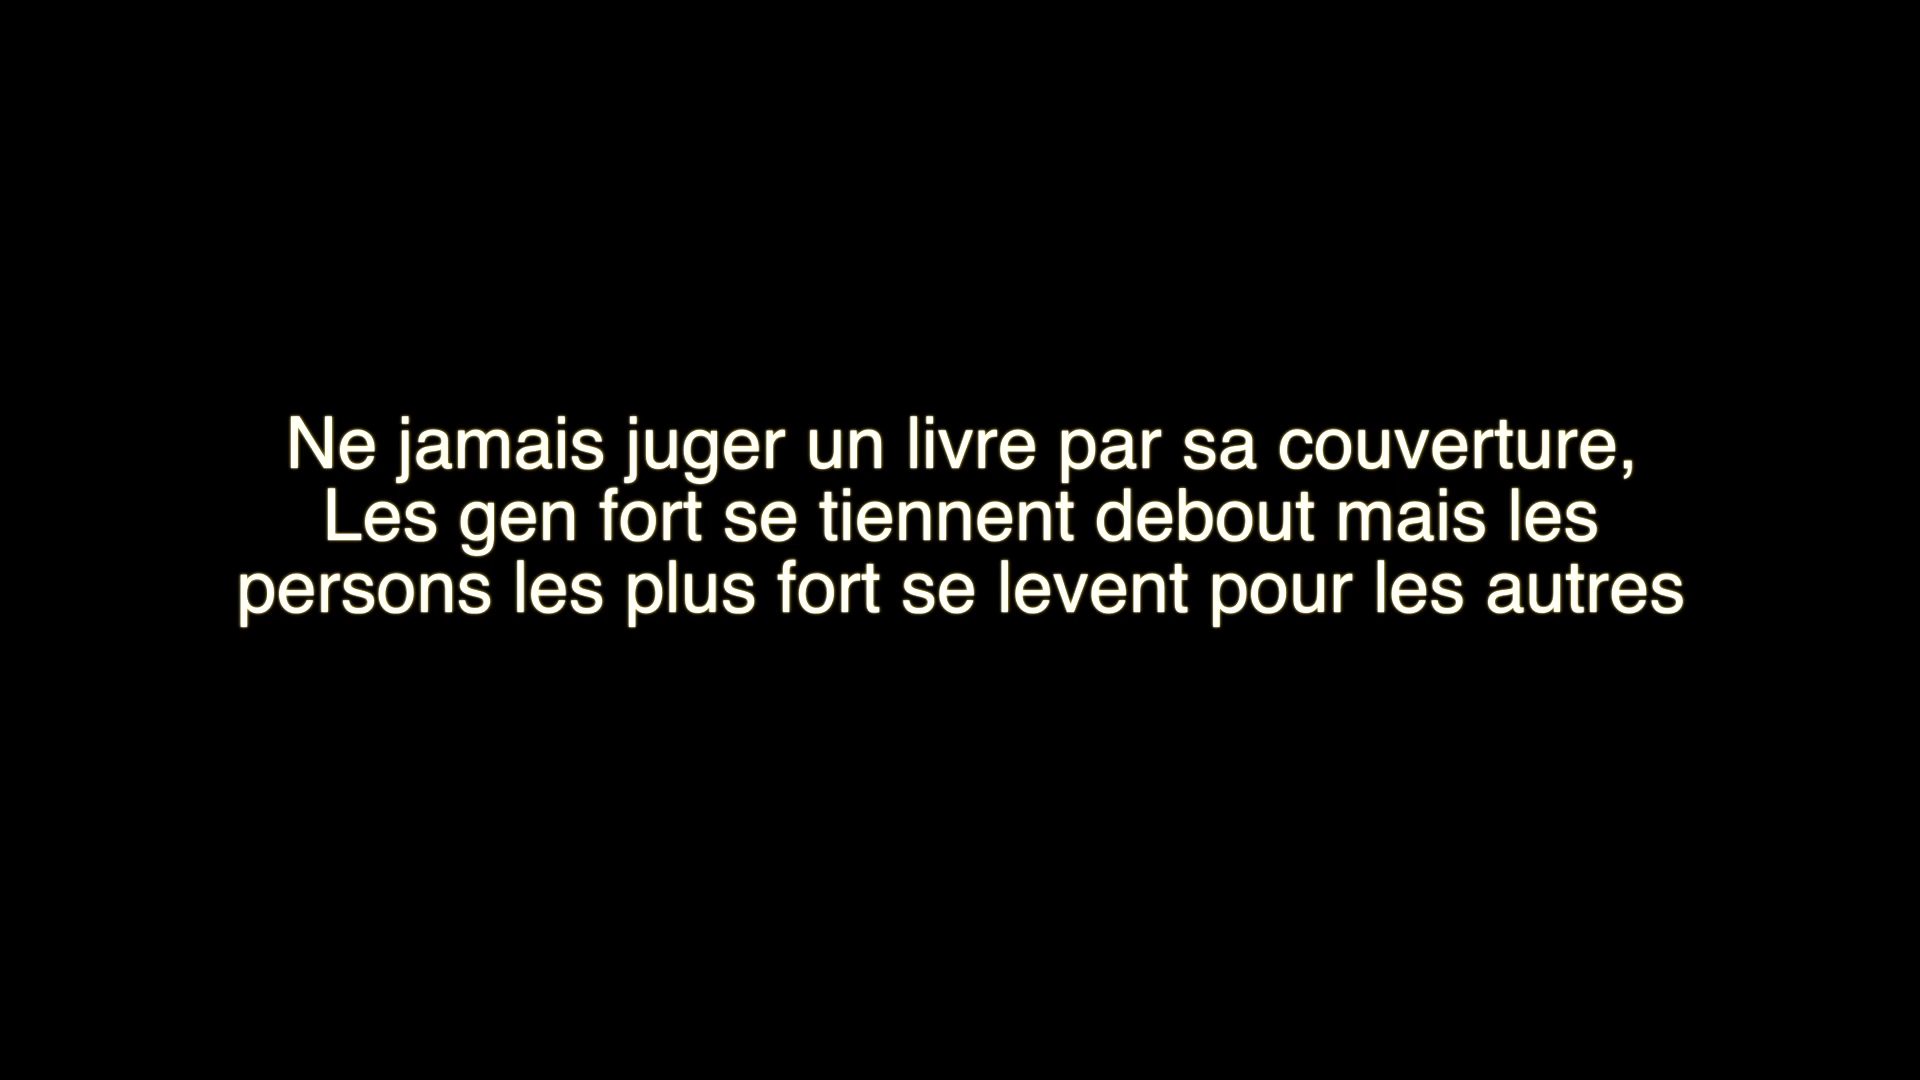 Ne jamais juger un livre par sa couverture,
Les gen fort se tiennent debout mais les
persons les plus fort se levent pour les autres